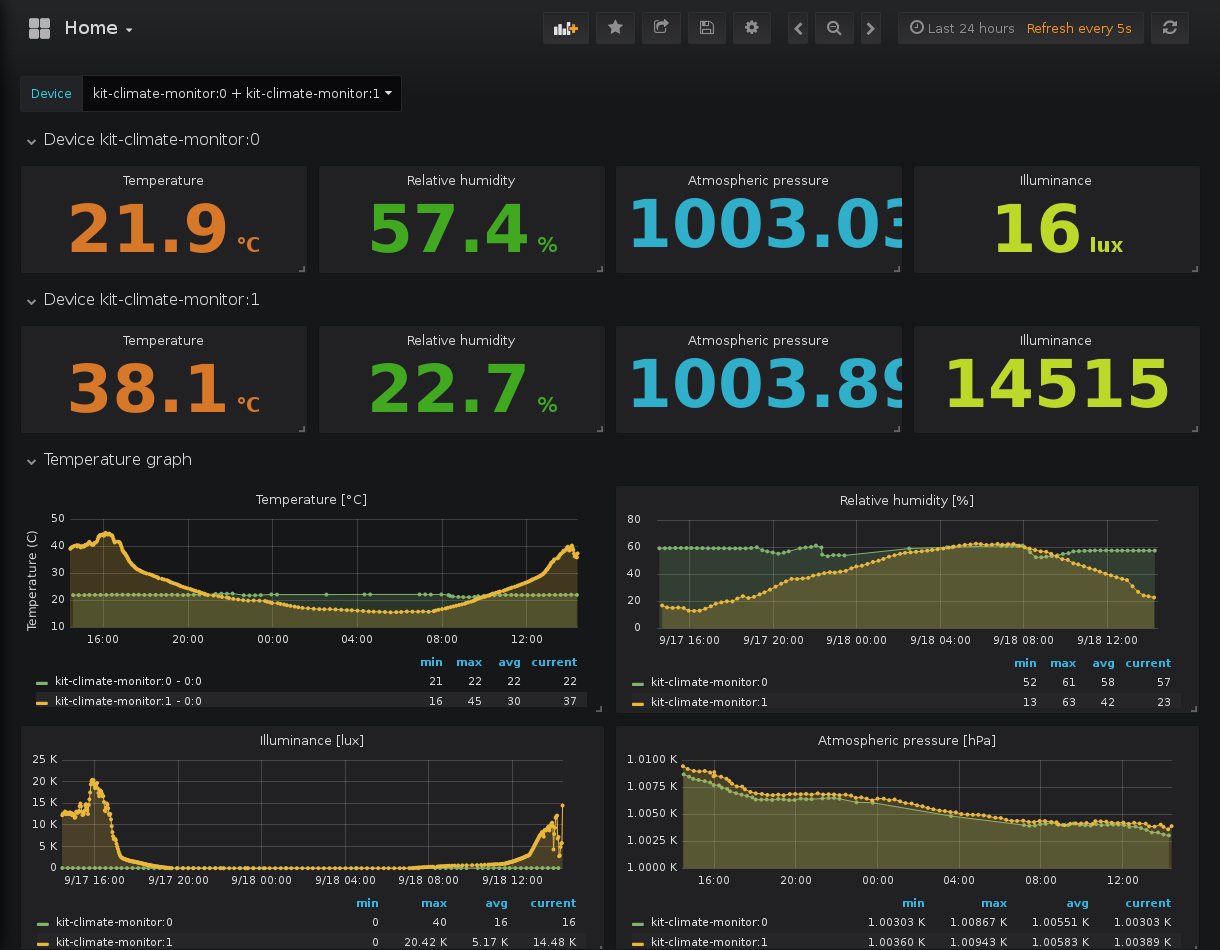 Home
Last 24 hours Refresh every 5s
Device kit-climate-monitor:0 + kit-climate-monitor:1
Device kit-climate-monitor:0
Temperature Relative humidity Atmospheric pressure Illuminance
21.9 °C 57.4 % 1003.03 16 lux
Device kit-climate-monitor:1
Temperature Relative humidity Atmospheric pressure Illuminance
38.1 °C 22.7 % 1003.89 14515
Temperature graph
Temperature [°C]
Temperature (C)
50
40
30
20
10
16:00 20:00 00:00 04:00 08:00 12:00
min max avg current
kit-climate-monitor:0 - 0:0 21 22 22 22
kit-climate-monitor:1 - 0:0 16 45 30 37
Relative humidity [%]
80
60
40
20
0
9/17 16:00 9/17 20:00 9/18 00:00 9/18 04:00 9/18 08:00 9/18 12:00
min max avg current
kit-climate-monitor:0 52 61 58 57
kit-climate-monitor:1 13 63 42 23
Illuminance [lux]
25 K
20 K
15 K
10 K
5 K
0
9/17 16:00 9/17 20:00 9/18 00:00 9/18 04:00 9/18 08:00 9/18 12:00
min max avg current
kit-climate-monitor:0 0 40 16 16
kit-climate-monitor:1 0 20.42 K 5.17 K 14.48 K
Atmospheric pressure [hPa]
1.0100 K
1.0075 K
1.0050 K
1.0025 K
1.0000 K
16:00 20:00 00:00 04:00 08:00 12:00
min max avg current
kit-climate-monitor:0 1.00303 K 1.00867 K 1.00551 K 1.00303 K
kit-climate-monitor:1 1.00360 K 1.00943 K 1.00583 K 1.00389 K